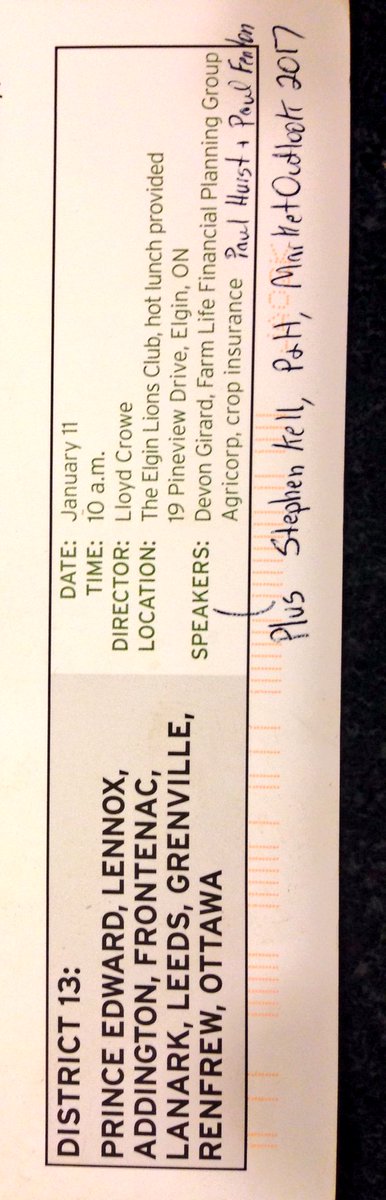 DISTRICT 13:
PRINCE EDWARD, LENNOX,
ADDINGTON, FRONTENAC,
LANARK, LEEDS, GRENVILLE,
RENFREW, OTTAWA
DATE: January 11
TIME: 10 a.m.
DIRECTOR: Lloyd Crowe
LOCATION: The Elgin Lions Club, hot lunch provided
19 Pineview Drive, Elgin, ON
SPEAKERS: Devon Girard, Farm Life Financial Planning Group
Agricorp, crop insurance Paul Huist + Paul Fenton
Plus Stephen Kell, P&H, Market Outlook 2017